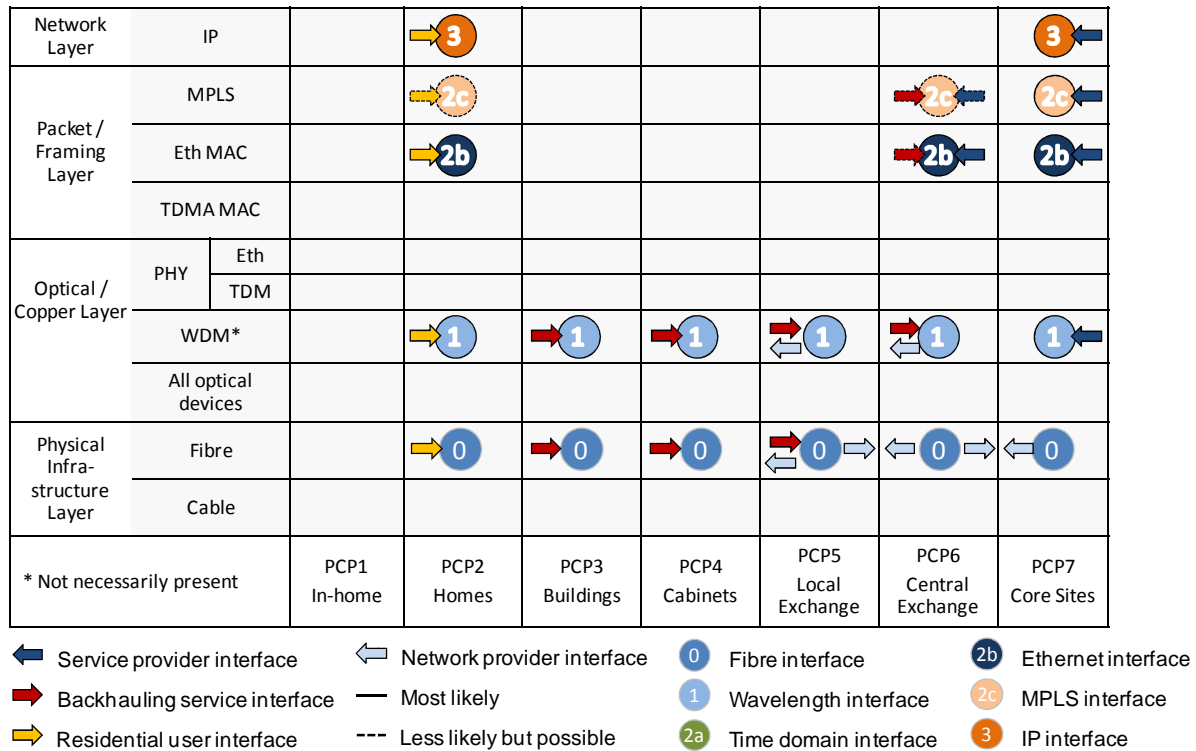 Network
Layer
IP
3
3
Packet /
Framing
Layer
MPLS
2c
2c
2c
Eth MAC
2b
2b
2b
TDMA MAC
Optical /
Copper Layer
PHY
Eth
TDM
WDM*
1
1
1
1
1
1
All optical
devices
Physical
Infra-
structure
Layer
Fibre
0
0
0
0
0
0
Cable
* Not necessarily present
PCP1
In-home
PCP2
Homes
PCP3
Buildings
PCP4
Cabinets
PCP5
Local
Exchange
PCP6
Central
Exchange
PCP7
Core Sites
Service provider interface
Network provider interface
0 Fibre interface
2b Ethernet interface
Backhauling service interface
Most likely
1 Wavelength interface
2c MPLS interface
Residential user interface
Less likely but possible
2a Time domain interface
3 IP interface